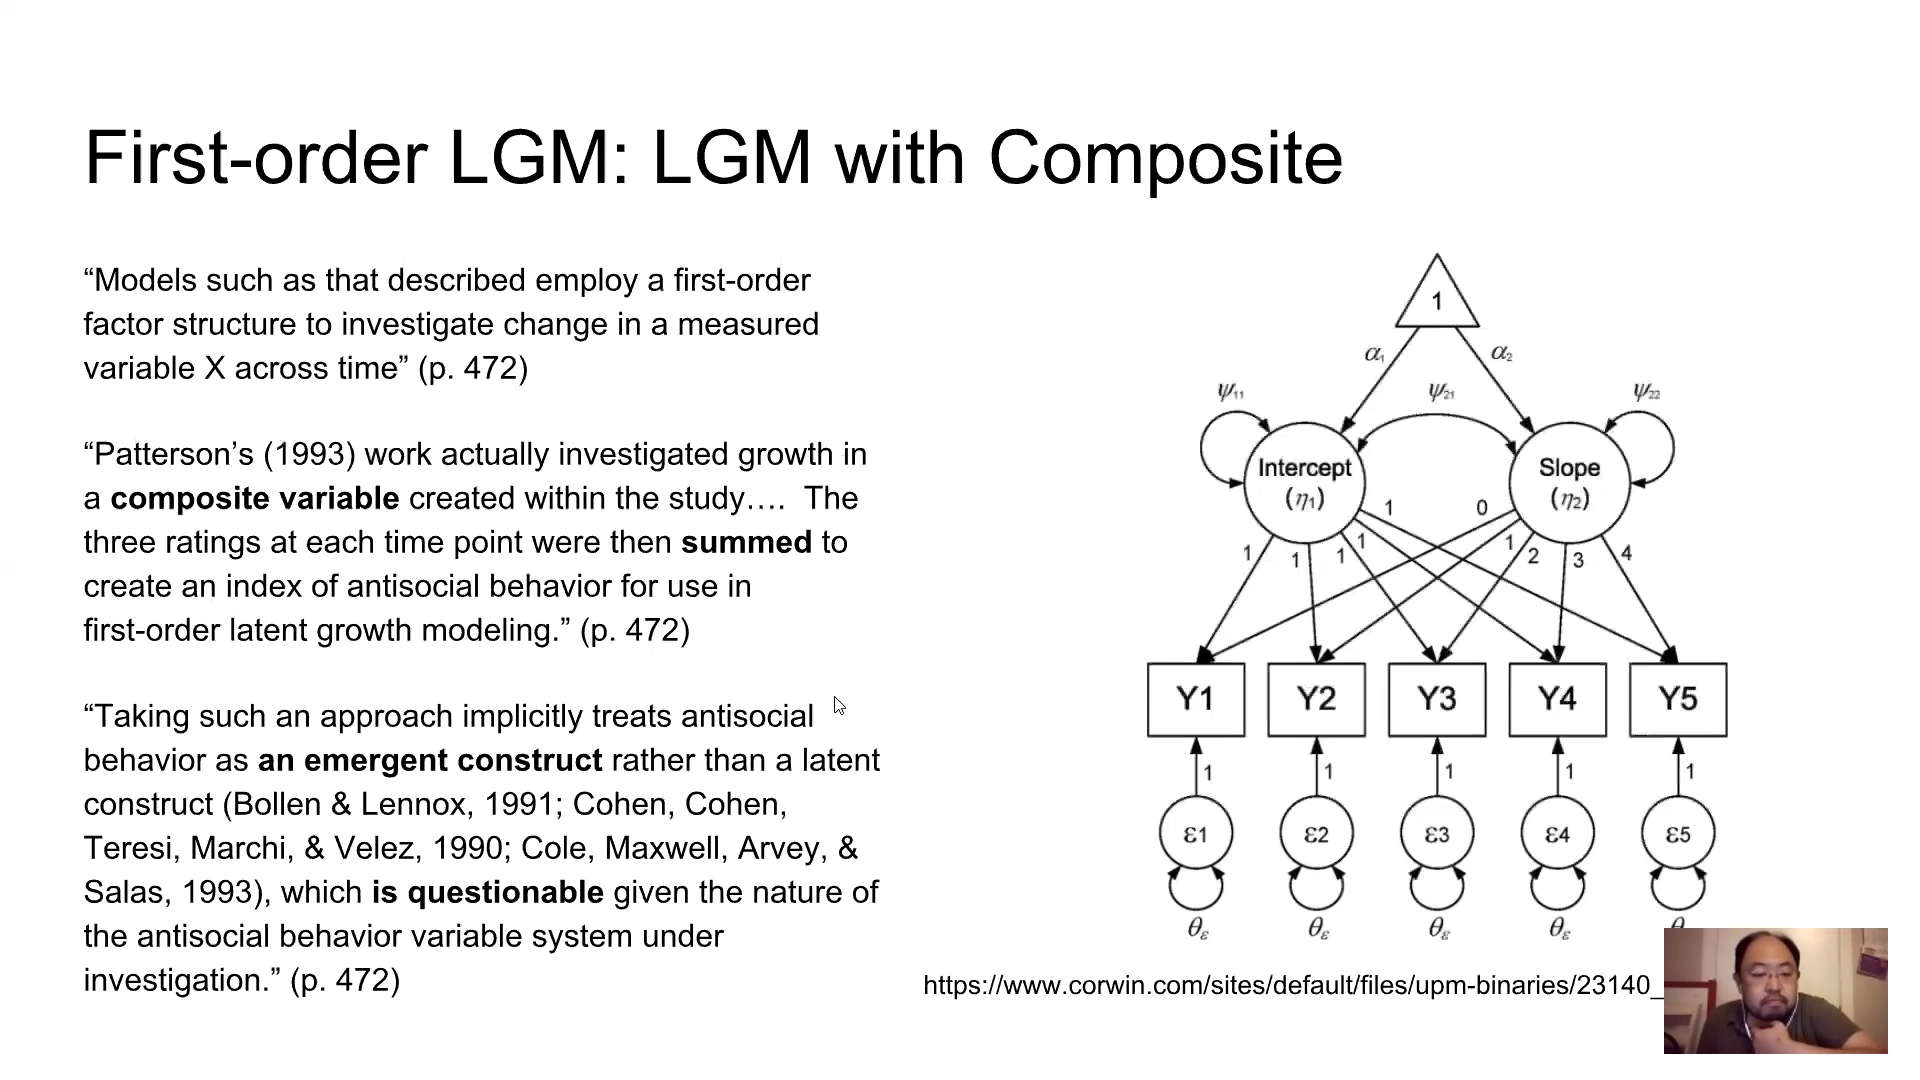 First-order LGM: LGM with Composite
“Models such as that described employ a first-order
factor structure to investigate change in a measured
variable X across time” (p. 472)
“Patterson’s (1993) work actually investigated growth in
a composite variable created within the study…. The
three ratings at each time point were then summed to
create an index of antisocial behavior for use in
first-order latent growth modeling.” (p. 472)
“Taking such an approach implicitly treats antisocial
behavior as an emergent construct rather than a latent
construct (Bollen & Lennox, 1991; Cohen, Cohen,
Teresi, Marchi, & Velez, 1990; Cole, Maxwell, Arvey, &
Salas, 1993), which is questionable given the nature of
the antisocial behavior variable system under
investigation.” (p. 472)
1
α₁ α₂
ψ₁₁ ψ₂₁ ψ₂₂
Intercept Slope
(η₁) (η₂)
1 0
1 1 1 1 1 2 3 4
Y1 Y2 Y3 Y4 Y5
1 1 1 1 1
ε1 ε2 ε3 ε4 ε5
θε θε θε θε
https://www.corwin.com/sites/default/files/upm-binaries/23140_